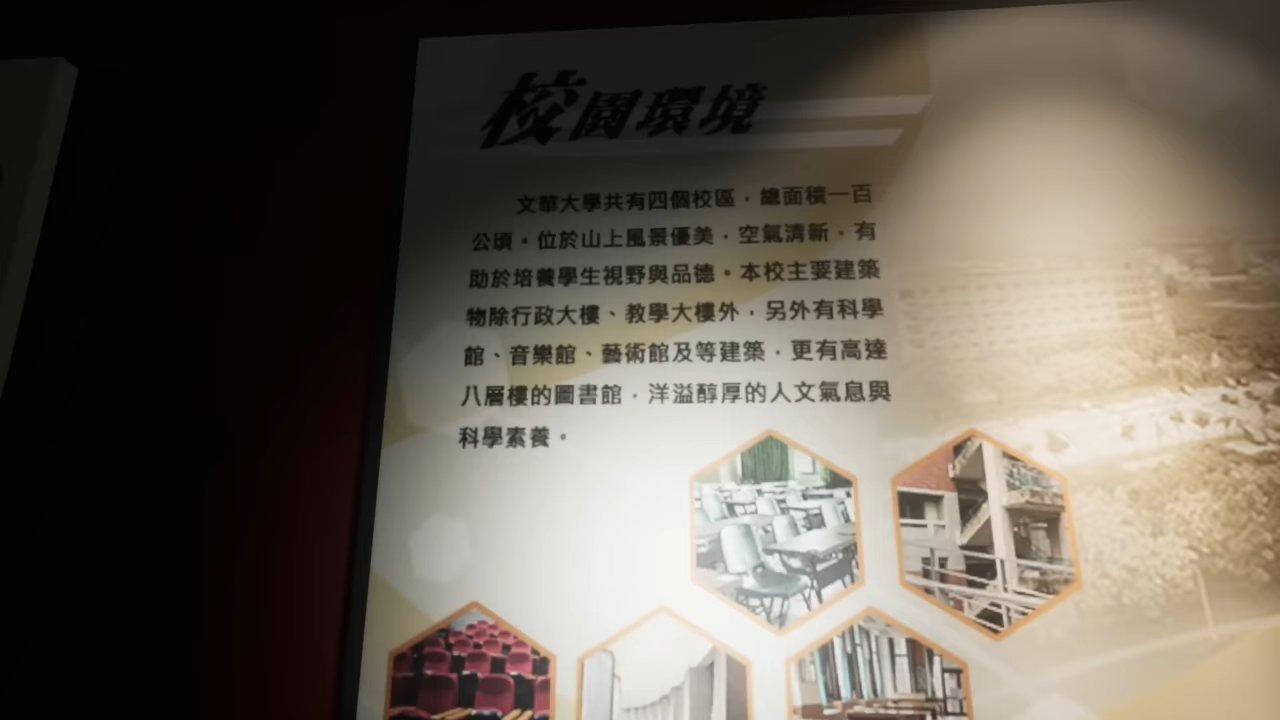 校園環境
文華大學共有四個校區，總面積一百
公頃。位於山上風景優美，空氣清新，有
助於培養學生視野與品德。本校主要建築
物除行政大樓、教學大樓外，另外有科學
館、音樂館、藝術館及等建築，更有高達
八層樓的圖書館，洋溢醇厚的人文氣息與
科學素養。